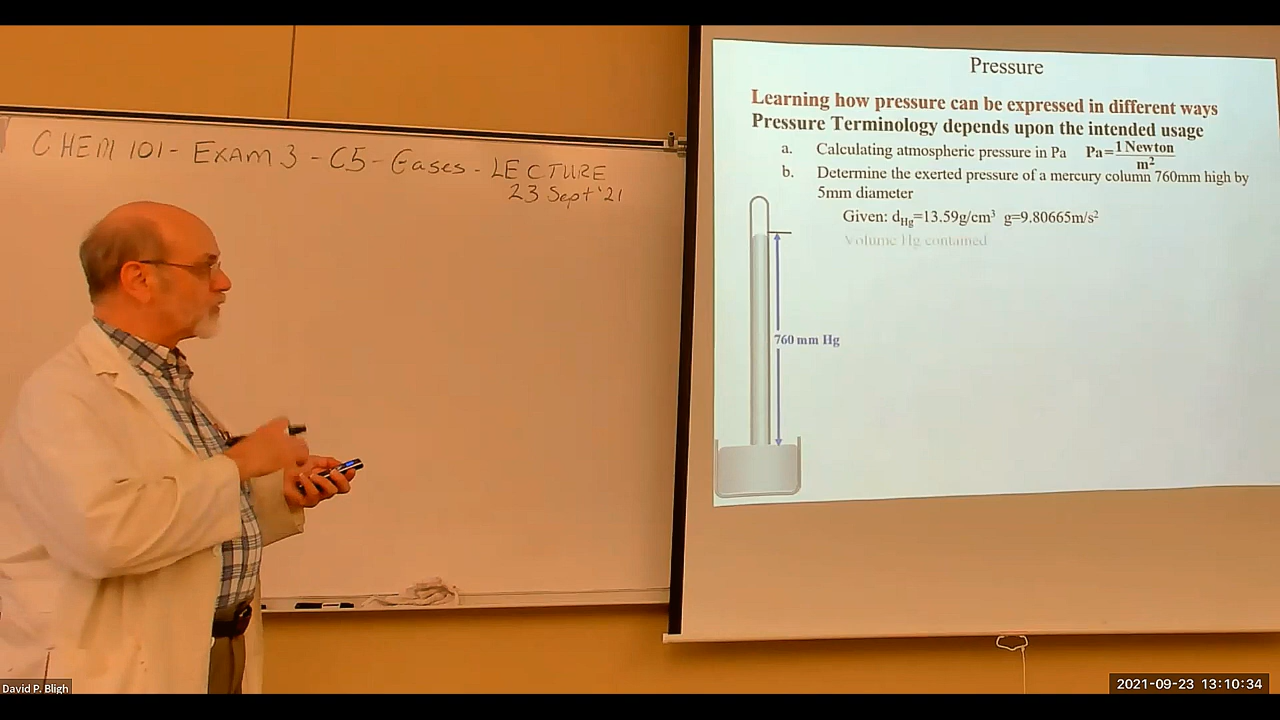 CHEM 101 - EXAM 3 - C5 - Gases - LECTURE
23 Sept '21
Pressure
Learning how pressure can be expressed in different ways
Pressure Terminology depends upon the intended usage
a. Calculating atmospheric pressure in Pa Pa=1 Newton/m²
b. Determine the exerted pressure of a mercury column 760mm high by
5mm diameter
Given: dHg=13.59g/cm³ g=9.80665m/s²
Volume Hg contained
760 mm Hg
David P. Bligh
2021-09-23 13:10:34